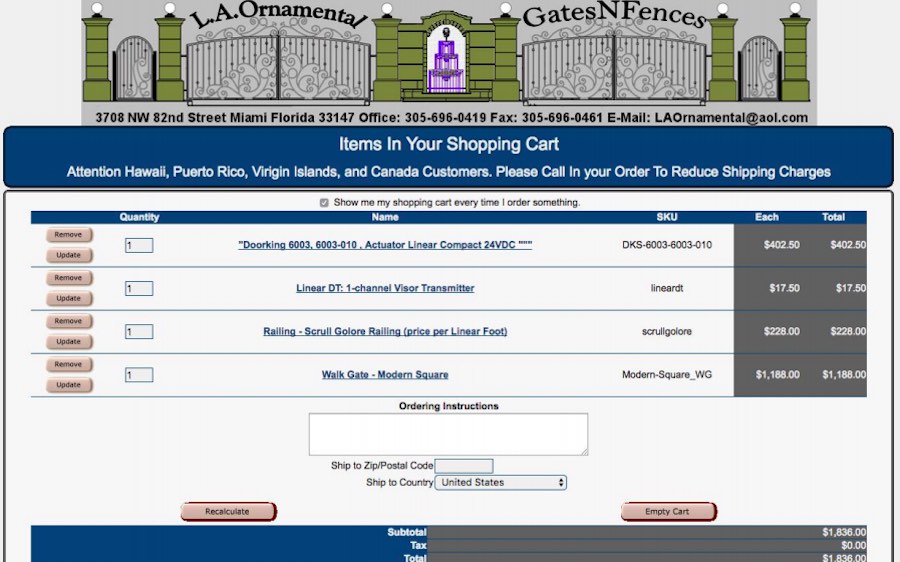 L.A.Ornamental GatesNFences
3708 NW 82nd Street Miami Florida 33147 Office: 305-696-0419 Fax: 305-696-0461 E-Mail: LAOrnamental@aol.com
Items In Your Shopping Cart
Attention Hawaii, Puerto Rico, Virigin Islands, and Canada Customers. Please Call In your Order To Reduce Shipping Charges
Show me my shopping cart every time I order something.
Quantity Name SKU Each Total
Remove
Update
1 "Doorking 6003, 6003-010 , Actuator Linear Compact 24VDC """ DKS-6003-6003-010 $402.50 $402.50
Remove
Update
1 Linear DT: 1-channel Visor Transmitter lineardt $17.50 $17.50
Remove
Update
1 Railing - Scrull Golore Railing (price per Linear Foot) scrullgolore $228.00 $228.00
Remove
Update
1 Walk Gate - Modern Square Modern-Square_WG $1,188.00 $1,188.00
Ordering Instructions
Ship to Zip/Postal Code
Ship to Country United States
Recalculate Empty Cart
Subtotal $1,836.00
Tax $0.00
Total $1,836.00